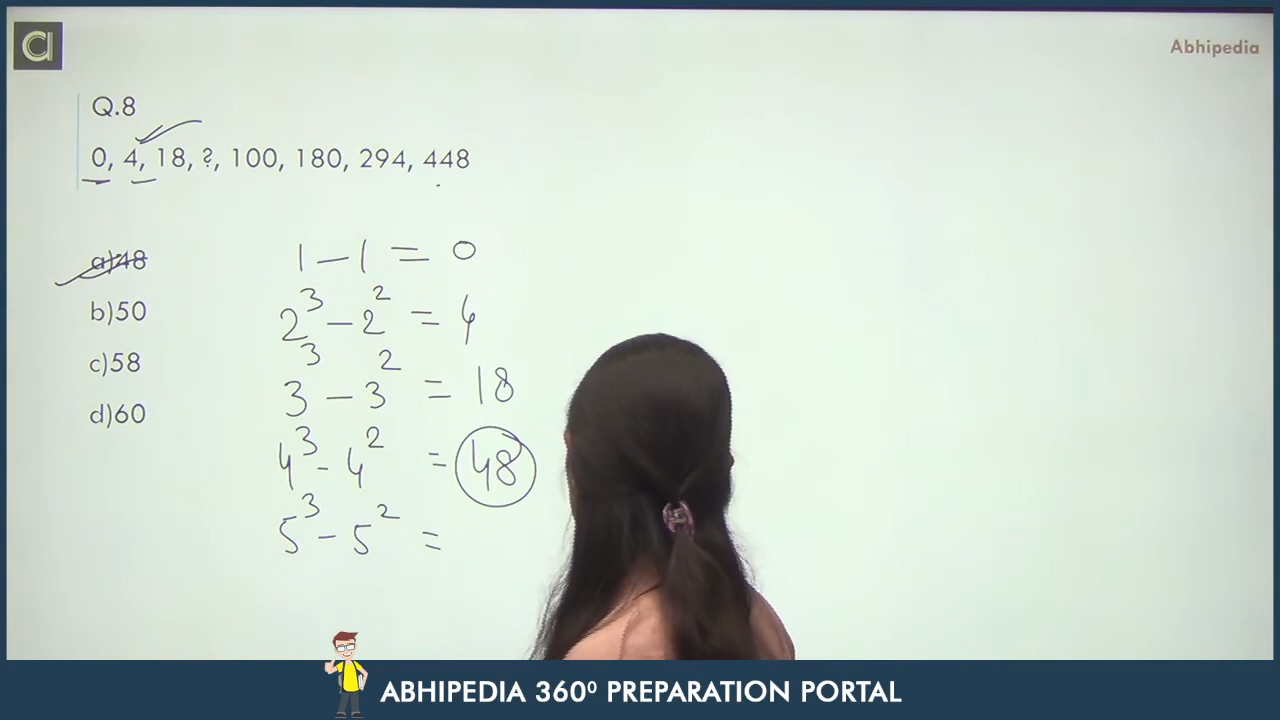 Abhipedia
Q.8
0, 4, 18, ?, 100, 180, 294, 448
a)48
b)50
c)58
d)60
1 - 1 = 0
2³ - 2² = 4
3³ - 3² = 18
4³ - 4² = 48
5³ - 5² =
ABHIPEDIA 360⁰ PREPARATION PORTAL